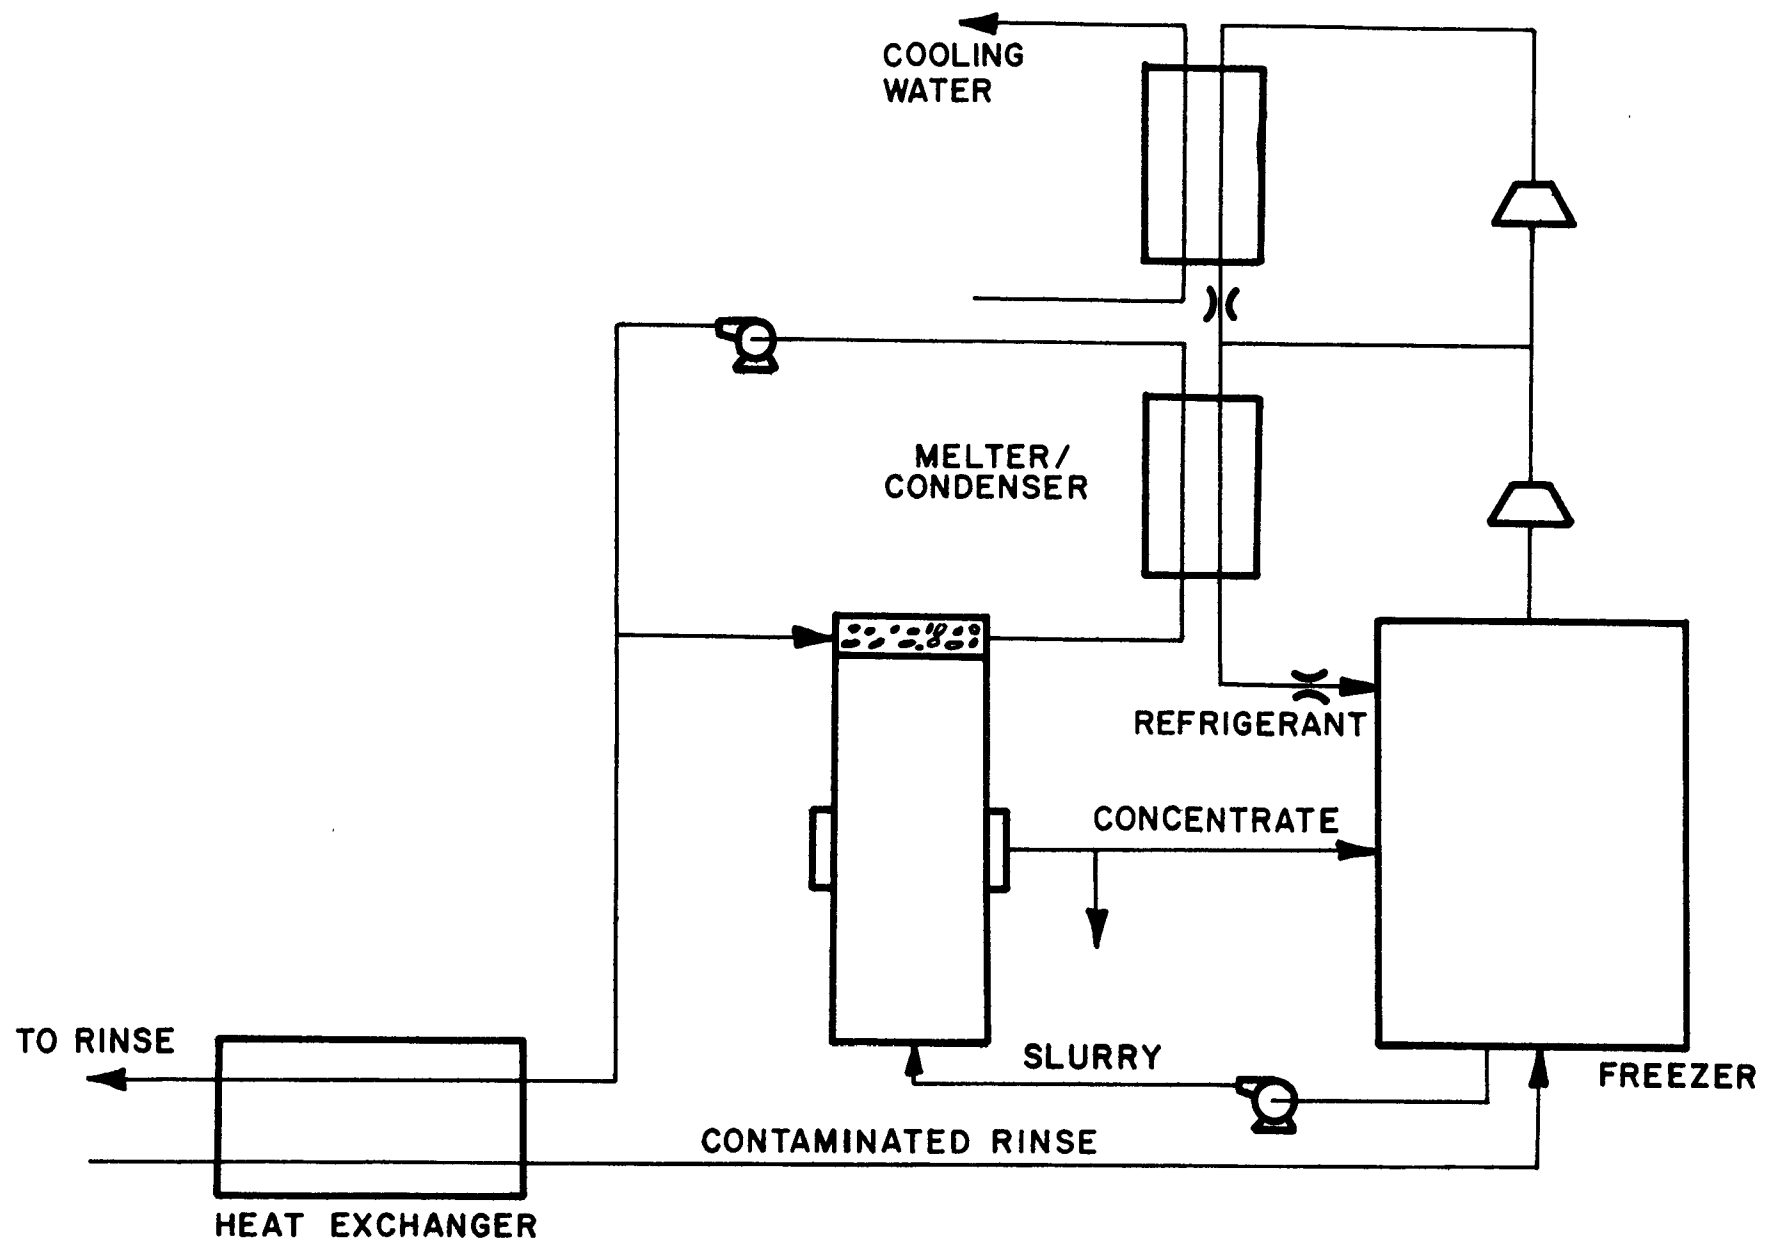 COOLING
WATER
MELTER/
CONDENSER
REFRIGERANT
CONCENTRATE
TO RINSE
SLURRY
FREEZER
CONTAMINATED RINSE
HEAT EXCHANGER